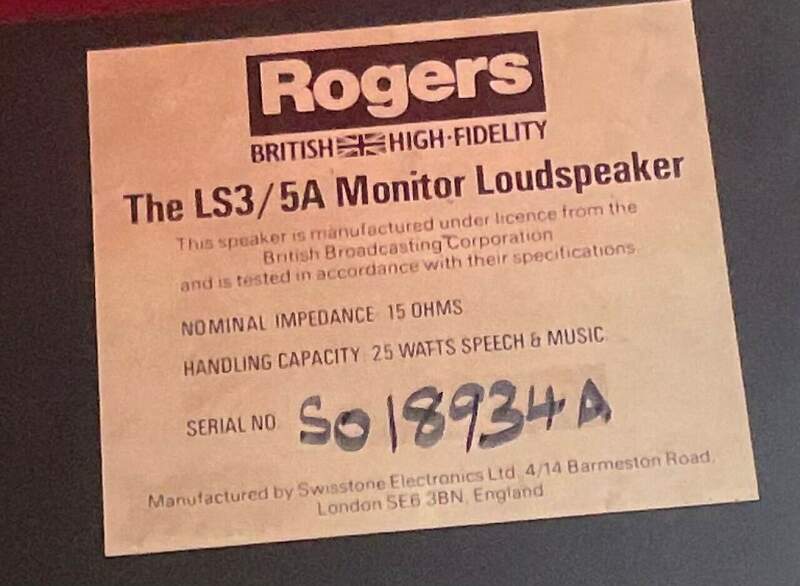 Rogers
BRITISH HIGH·FIDELITY
The LS3/5A Monitor Loudspeaker
This speaker is manufactured under licence from the
British Broadcasting Corporation
and is tested in accordance with their specifications.
NOMINAL IMPEDANCE 15 OHMS
HANDLING CAPACITY 25 WATTS SPEECH & MUSIC
SERIAL NO. SO18934A
Manufactured by Swisstone Electronics Ltd, 4/14 Barmeston Road,
London SE6 3BN, England